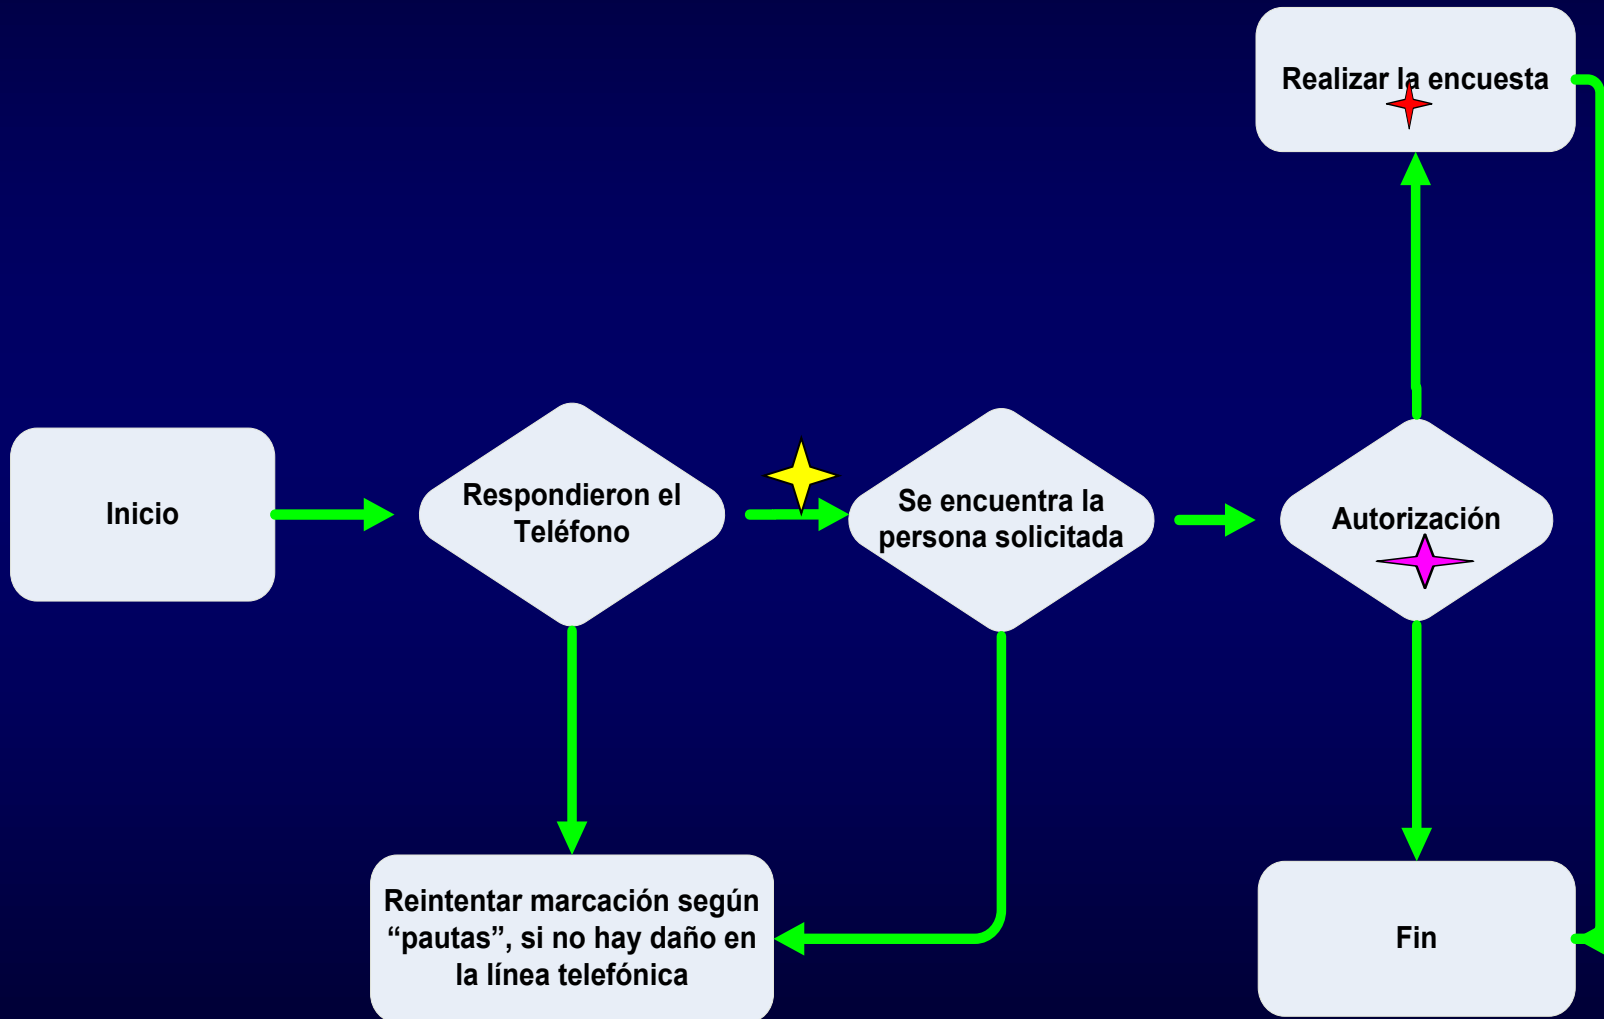 Realizar la encuesta
Inicio
Respondieron el
Teléfono
Se encuentra la
persona solicitada
Autorización
Reintentar marcación según
“pautas”, si no hay daño en
la línea telefónica
Fin